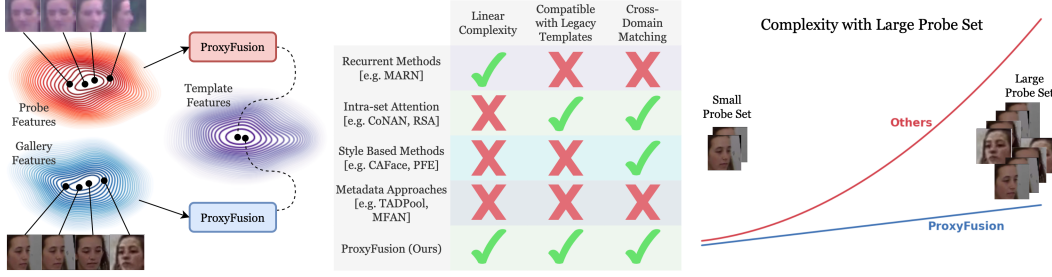 ProxyFusion
Probe
Features
Template
Features
Gallery
Features
ProxyFusion
Linear
Complexity
Compatible
with Legacy
Templates
Cross-
Domain
Matching
Recurrent Methods
[e.g. MARN]
Intra-set Attention
[e.g. CoNAN, RSA]
Style Based Methods
[e.g. CAFace, PFE]
Metadata Approaches
[e.g. TADPool,
MFAN]
ProxyFusion (Ours)
Complexity with Large Probe Set
Small
Probe Set
Large
Probe Set
Others
ProxyFusion